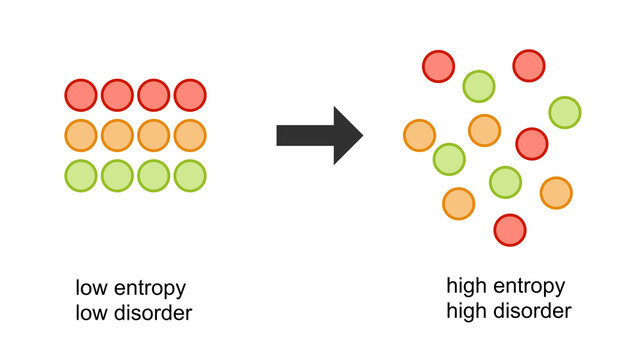 low entropy
low disorder
high entropy
high disorder